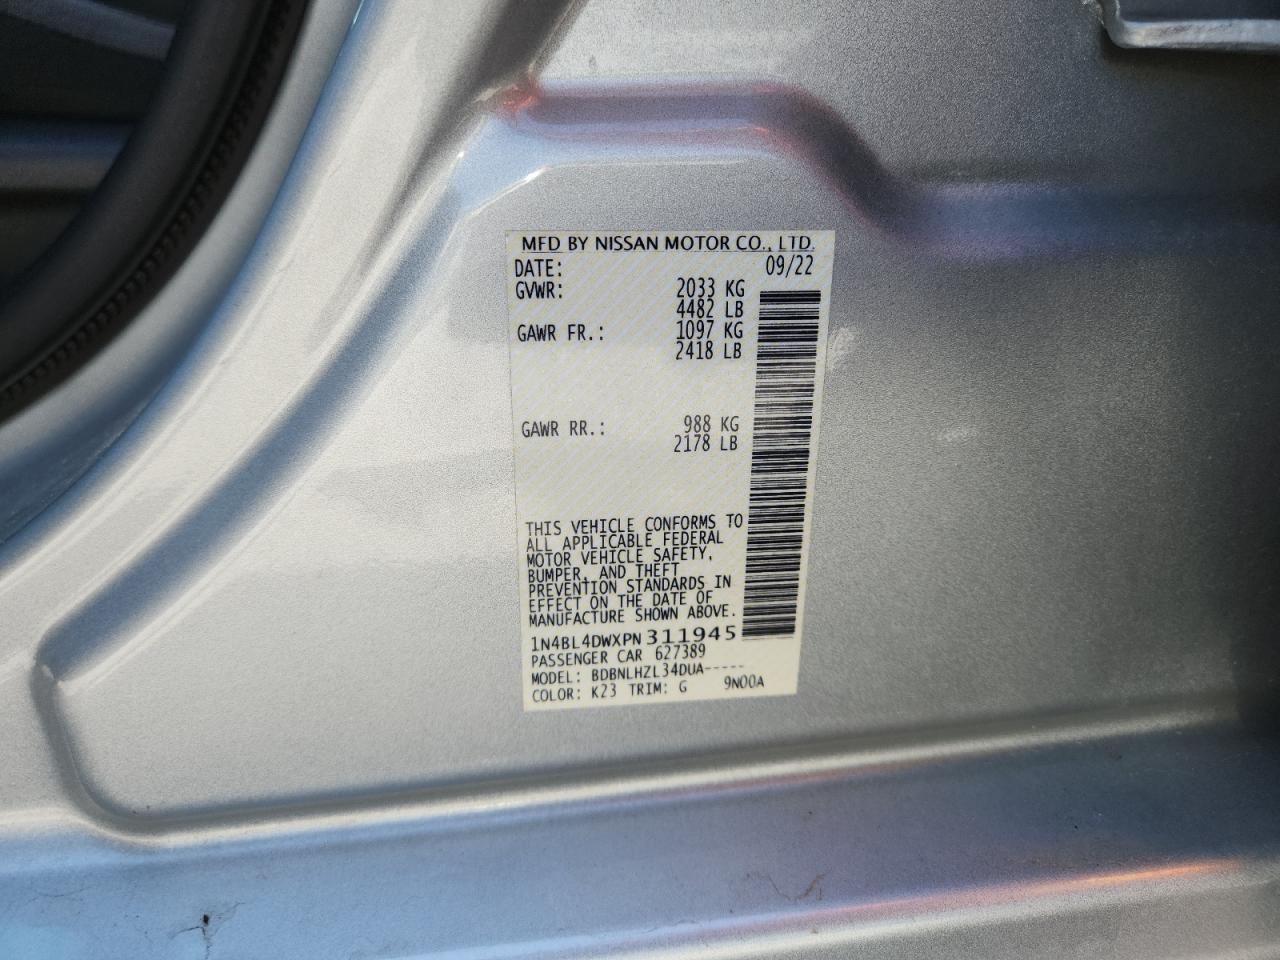 MFD BY NISSAN MOTOR CO., LTD.
DATE: 09/22
GVWR: 2033 KG
4482 LB
GAWR FR.: 1097 KG
2418 LB
GAWR RR.: 988 KG
2178 LB
THIS VEHICLE CONFORMS TO
ALL APPLICABLE FEDERAL
MOTOR VEHICLE SAFETY,
BUMPER, AND THEFT
PREVENTION STANDARDS IN
EFFECT ON THE DATE OF
MANUFACTURE SHOWN ABOVE.
1N4BL4DWXPN311945
PASSENGER CAR 627389
MODEL: BDBNLHZL34DUA-----
COLOR: K23 TRIM: G 9N00A